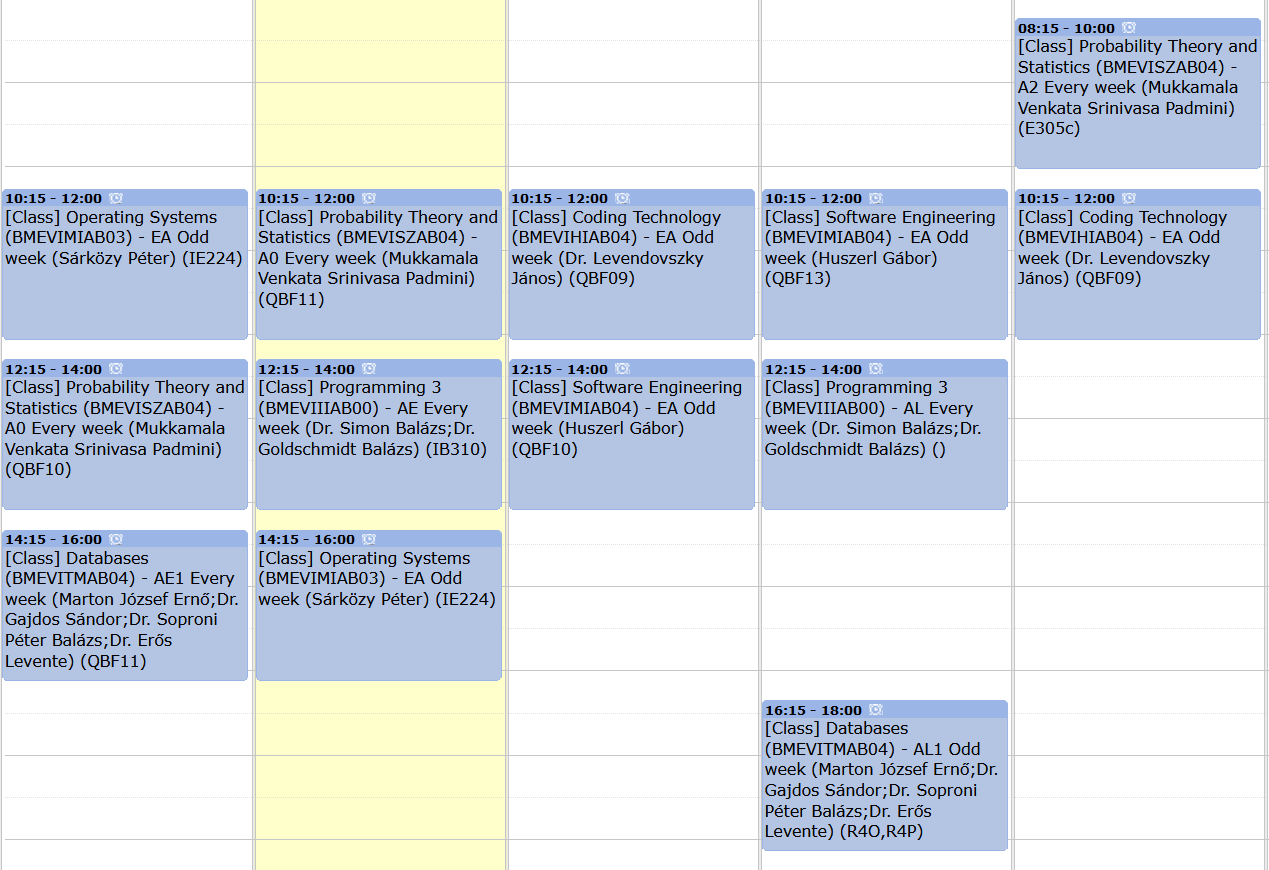 08:15 - 10:00
[Class] Probability Theory and
Statistics (BMEVISZAB04) -
A2 Every week (Mukkamala
Venkata Srinivasa Padmini)
(E305c)
10:15 - 12:00
[Class] Operating Systems
(BMEVIMIAB03) - EA Odd
week (Sárközy Péter) (IE224)
10:15 - 12:00
[Class] Probability Theory and
Statistics (BMEVISZAB04) -
A0 Every week (Mukkamala
Venkata Srinivasa Padmini)
(QBF11)
10:15 - 12:00
[Class] Coding Technology
(BMEVIHIAB04) - EA Odd
week (Dr. Levendovszky
János) (QBF09)
10:15 - 12:00
[Class] Software Engineering
(BMEVIMIAB04) - EA Odd
week (Huszerl Gábor)
(QBF13)
10:15 - 12:00
[Class] Coding Technology
(BMEVIHIAB04) - EA Odd
week (Dr. Levendovszky
János) (QBF09)
12:15 - 14:00
[Class] Probability Theory and
Statistics (BMEVISZAB04) -
A0 Every week (Mukkamala
Venkata Srinivasa Padmini)
(QBF10)
12:15 - 14:00
[Class] Programming 3
(BMEVIIIAB00) - AE Every
week (Dr. Simon Balázs;Dr.
Goldschmidt Balázs) (IB310)
12:15 - 14:00
[Class] Software Engineering
(BMEVIMIAB04) - EA Odd
week (Huszerl Gábor)
(QBF10)
12:15 - 14:00
[Class] Programming 3
(BMEVIIIAB00) - AL Every
week (Dr. Simon Balázs;Dr.
Goldschmidt Balázs) ()
14:15 - 16:00
[Class] Databases
(BMEVITMAB04) - AE1 Every
week (Marton József Ernő;Dr.
Gajdos Sándor;Dr. Soproni
Péter Balázs;Dr. Erős
Levente) (QBF11)
14:15 - 16:00
[Class] Operating Systems
(BMEVIMIAB03) - EA Odd
week (Sárközy Péter) (IE224)
16:15 - 18:00
[Class] Databases
(BMEVITMAB04) - AL1 Odd
week (Marton József Ernő;Dr.
Gajdos Sándor;Dr. Soproni
Péter Balázs;Dr. Erős
Levente) (R4O,R4P)